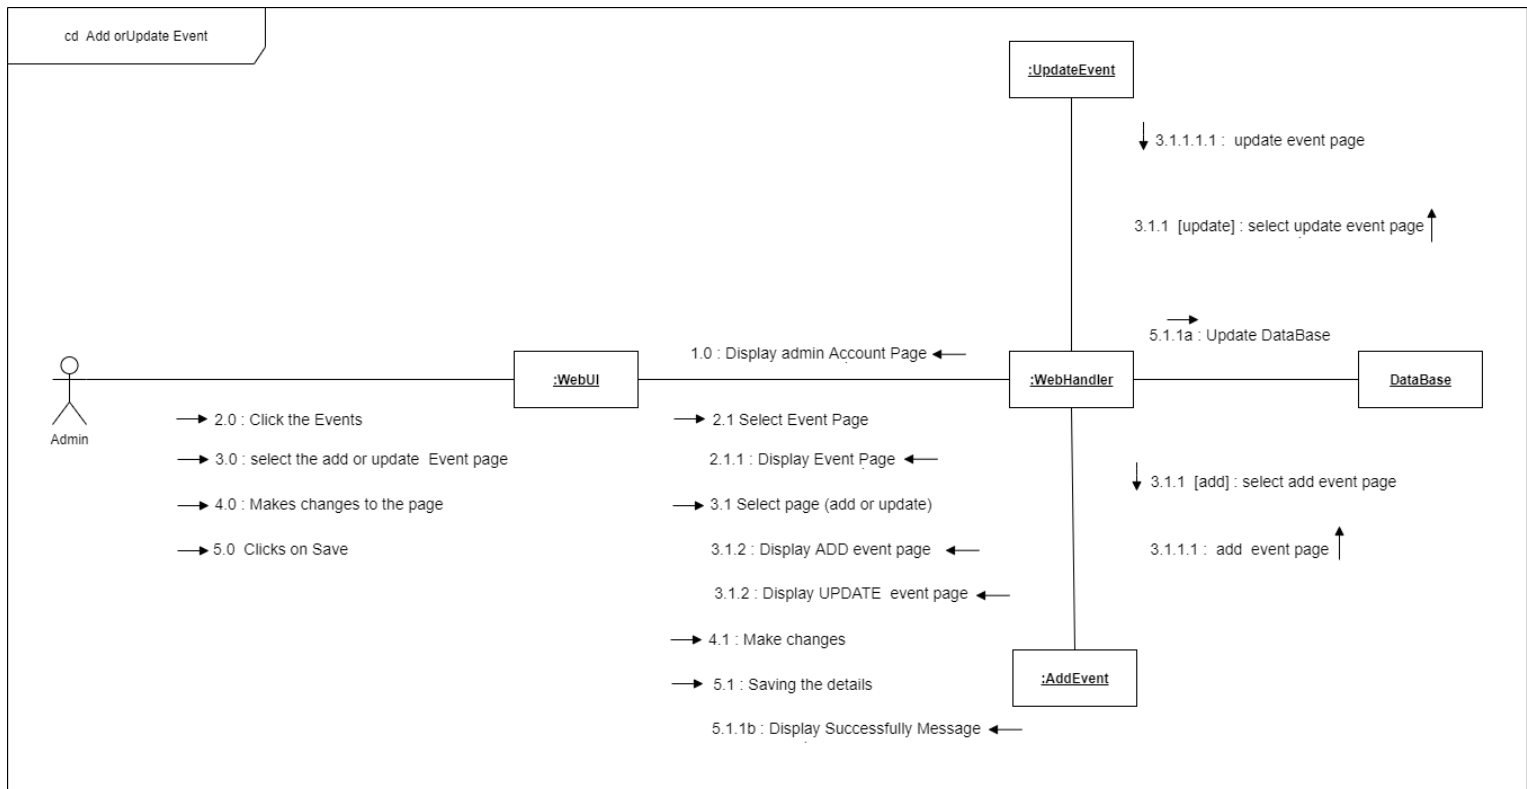 cd Add orUpdate Event
:UpdateEvent
3.1.1.1.1 : update event page
3.1.1 [update] : select update event page
5.1.1a : Update DataBase
1.0 : Display admin Account Page
:WebUI
:WebHandler
DataBase
Admin
2.0 : Click the Events
2.1 Select Event Page
3.0 : select the add or update Event page
2.1.1 : Display Event Page
3.1.1 [add] : select add event page
4.0 : Makes changes to the page
3.1 Select page (add or update)
5.0 Clicks on Save
3.1.2 : Display ADD event page
3.1.1.1 : add event page
3.1.2 : Display UPDATE event page
4.1 : Make changes
:AddEvent
5.1 : Saving the details
5.1.1b : Display Successfully Message